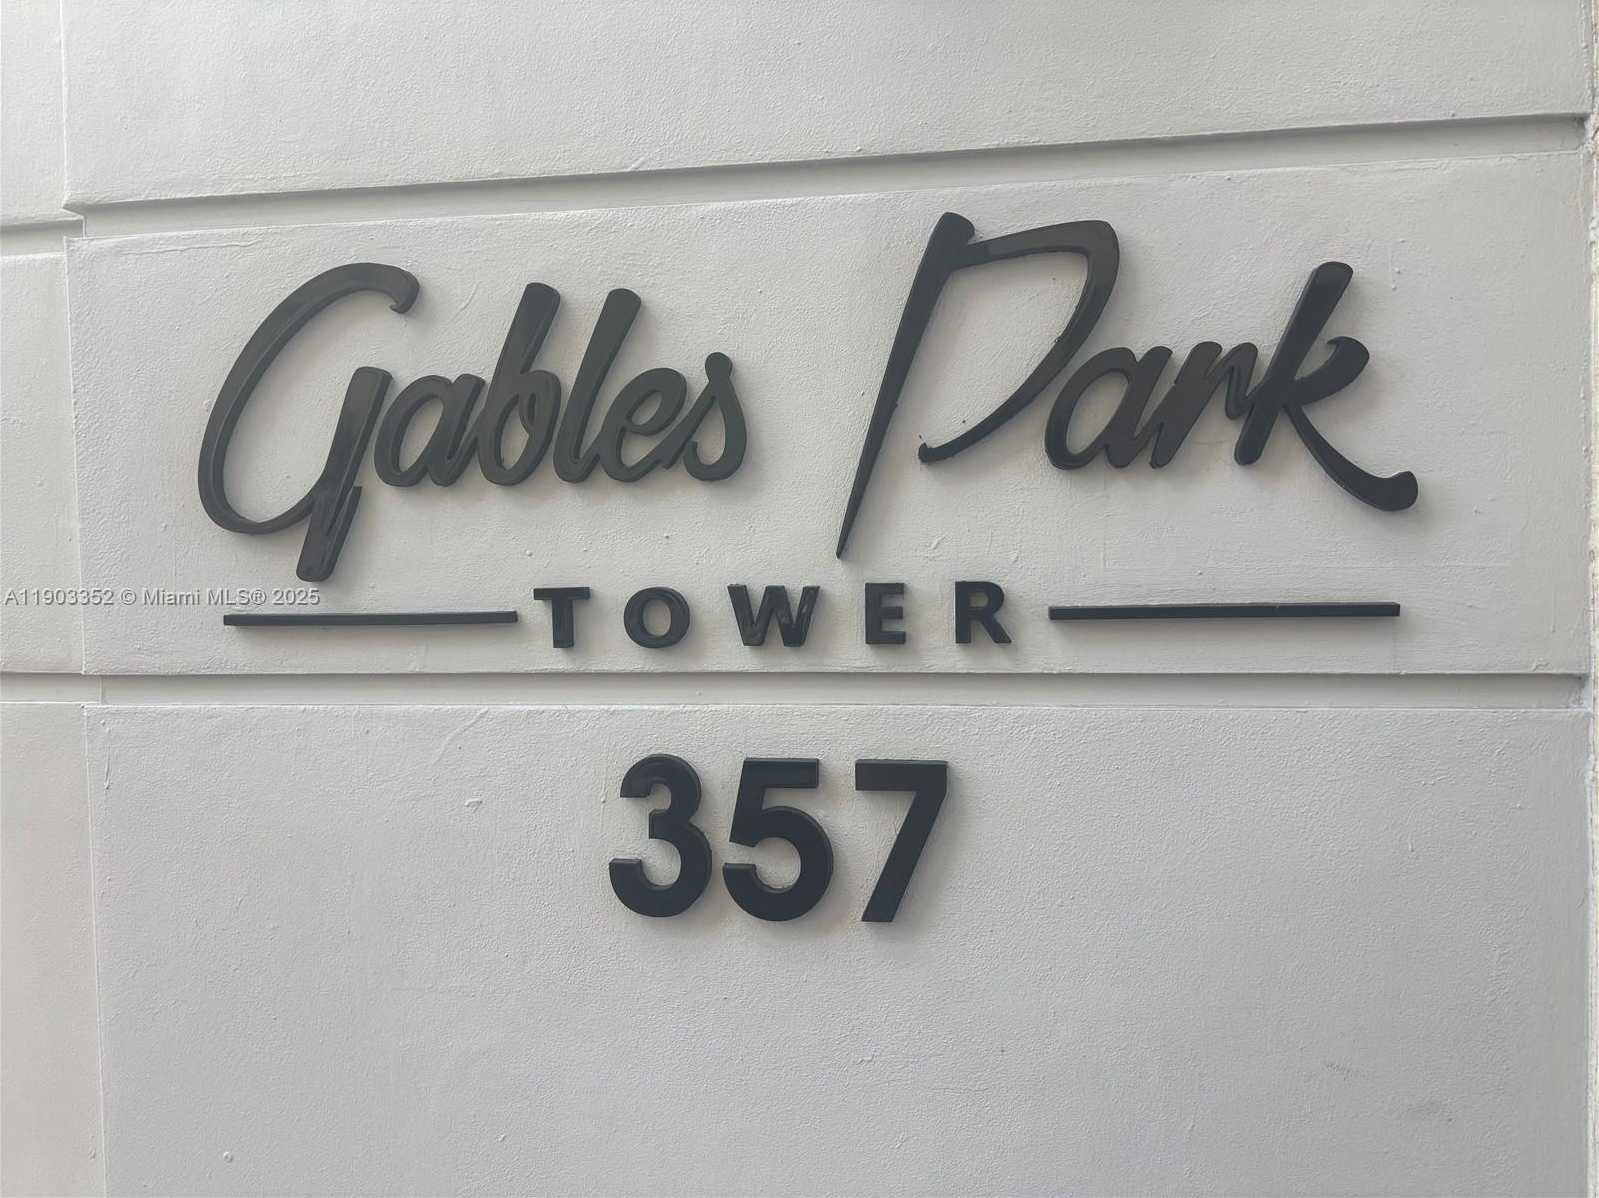 Gables Park
A11903352 © Miami MLS® 2025
TOWER
357